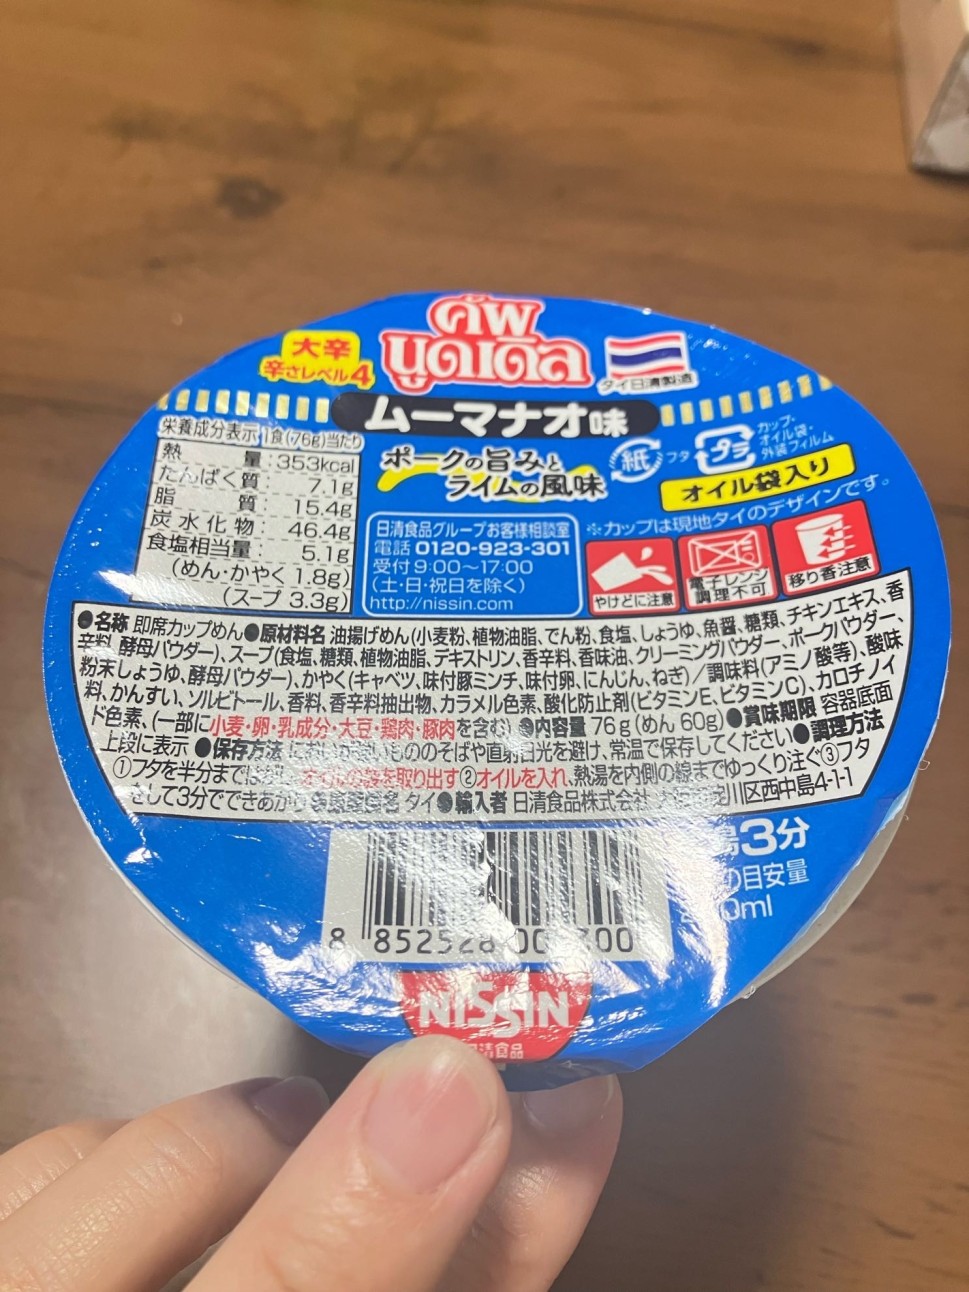 คัพ
นูดเดิล
大辛
辛さレベル4
タイ日清製造
ムーマナオ味
ポークの旨みと
ライムの風味
紙
フタ
プラ
カップ・
オイル袋・
外装フィルム
オイル袋入り
※カップは現地タイのデザインです。
栄養成分表示 1食(76g)当たり
熱量:353kcal
たんぱく質:7.1g
脂質:15.4g
炭水化物:46.4g
食塩相当量:5.1g
(めん・かやく 1.8g)
(スープ 3.3g)
日清食品グループお客様相談室
電話 0120-923-301
受付 9:00〜17:00
(土・日・祝日を除く)
http://nissin.com
やけどに注意
電子レンジ
調理不可
移り香注意
●名称 即席カップめん●原材料名 油揚げめん(小麦粉、植物油脂、でん粉、食塩、しょうゆ、魚醤、糖類、チキンエキス、香
辛料、酵母パウダー)、スープ(食塩、糖類、植物油脂、デキストリン、香辛料、香味油、クリーミングパウダー、ポークパウダー、
粉末しょうゆ、酵母パウダー)、かやく(キャベツ、味付豚ミンチ、味付卵、にんじん、ねぎ)/調味料(アミノ酸等)、酸味
料、かんすい、ソルビトール、香料、香辛料抽出物、カラメル色素、酸化防止剤(ビタミンE、ビタミンC)、カロチノイ
ド色素、(一部に小麦・卵・乳成分・大豆・鶏肉・豚肉を含む)●内容量 76g(めん 60g)●賞味期限 容器底面
上段に表示 ●保存方法 においが強いもののそばや直射日光を避け、常温で保存してください●調理方法
①フタを半分まで を取り出す②オイルを入れ、熱湯を内側の線までゆっくり注ぐ③フタ
をして3分でできあがり タイ●輸入者 日清食品株式会社 川区西中島4-1-1
3分
の目安量
0ml
8 852528 00 300
NISSIN
日清食品